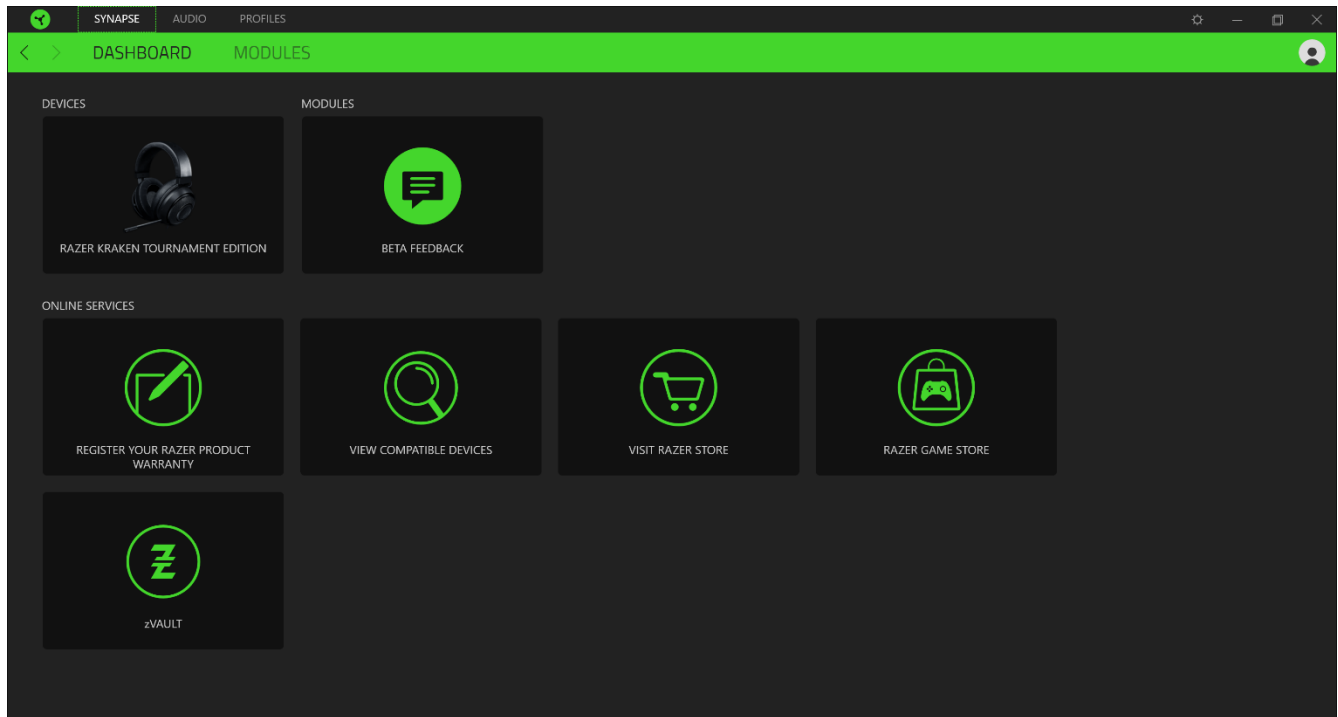 SYNAPSE AUDIO PROFILES
DASHBOARD MODULES
DEVICES MODULES
RAZER KRAKEN TOURNAMENT EDITION
BETA FEEDBACK
ONLINE SERVICES
REGISTER YOUR RAZER PRODUCT
WARRANTY
VIEW COMPATIBLE DEVICES
VISIT RAZER STORE
RAZER GAME STORE
zVAULT